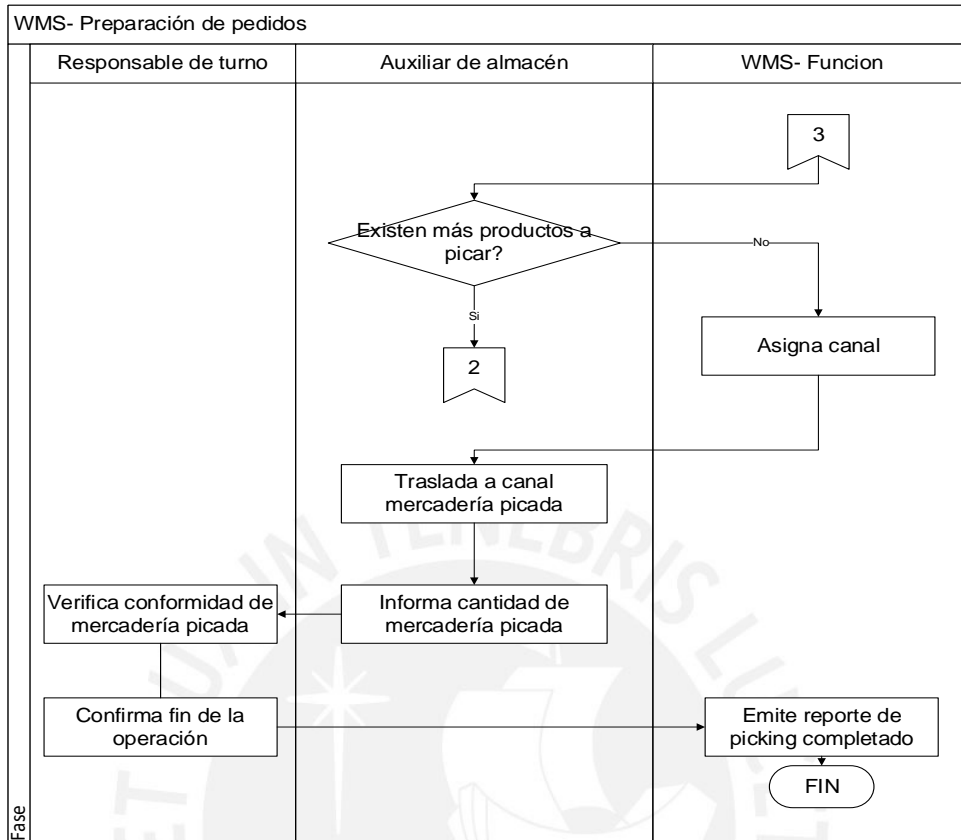 WMS- Preparación de pedidos
Responsable de turno
Auxiliar de almacén
WMS- Funcion
3
Existen más productos a
picar?
No
Si
Asigna canal
2
Traslada a canal
mercadería picada
Verifica conformidad de
mercadería picada
Informa cantidad de
mercadería picada
Confirma fin de la
operación
Emite reporte de
picking completado
FIN
Fase
ET
TENEBRIS